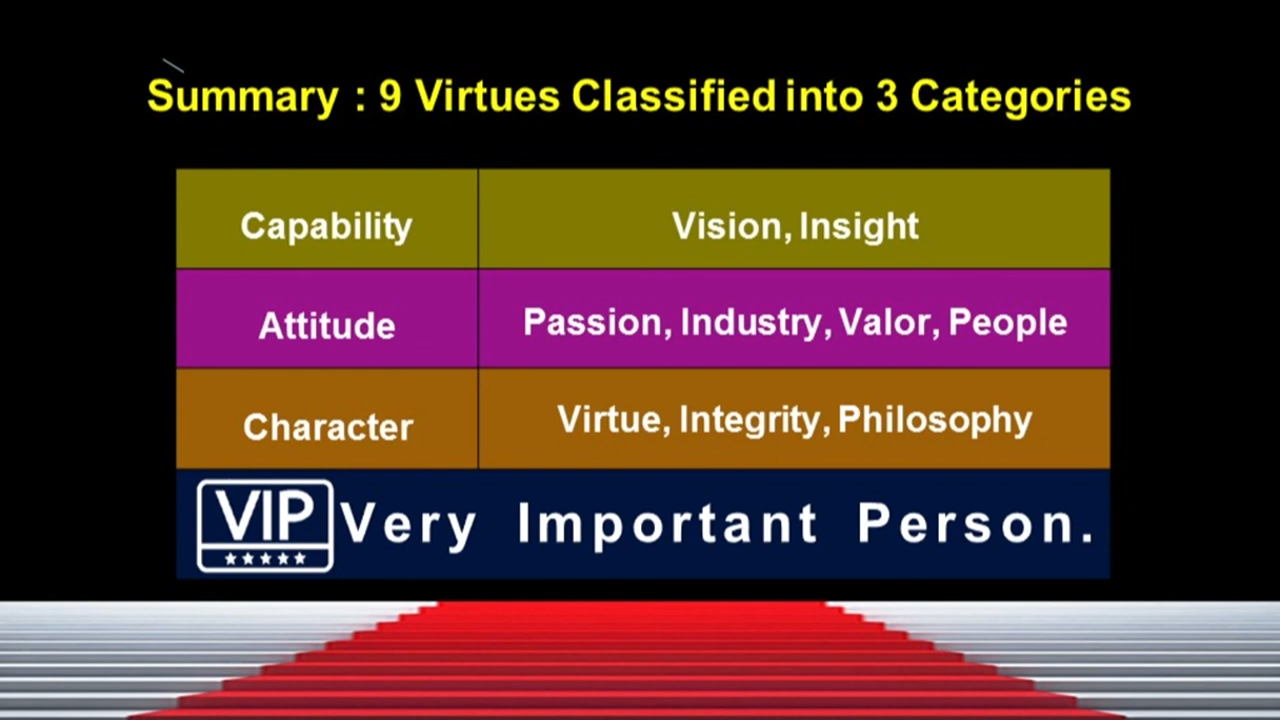 Summary : 9 Virtues Classified into 3 Categories
Capability Vision, Insight
Attitude Passion, Industry, Valor, People
Character Virtue, Integrity, Philosophy
VIP Very Important Person.